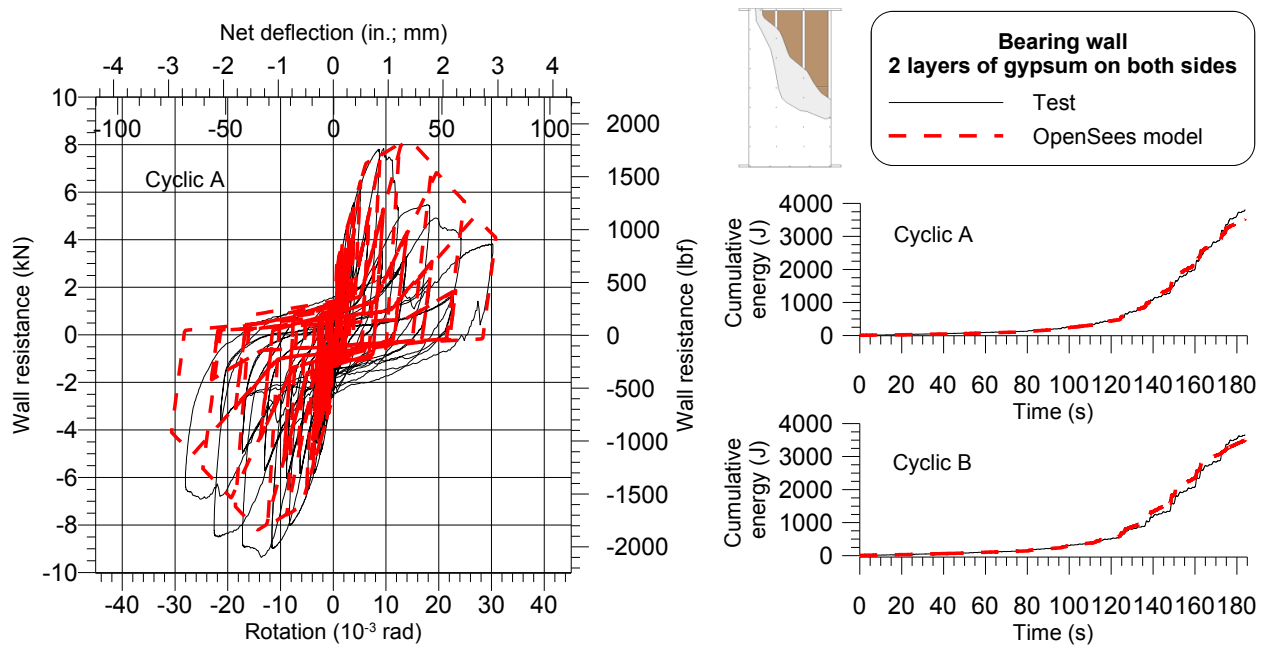 Net deflection (in.; mm)
-4 -3 -2 -1 0 1 2 3 4
-100 -50 0 50 100
10
8
6
4
2
0
-2
-4
-6
-8
-10
Wall resistance (kN)
Cyclic A
2000
1500
1000
500
0
-500
-1000
-1500
-2000
Wall resistance (lbf)
-40 -30 -20 -10 0 10 20 30 40
Rotation (10⁻³ rad)
Bearing wall
2 layers of gypsum on both sides
Test
OpenSees model
Cumulative
energy (J)
4000
3000
2000
1000
0
Cyclic A
0 20 40 60 80 100 120 140 160 180
Time (s)
Cumulative
energy (J)
4000
3000
2000
1000
0
Cyclic B
0 20 40 60 80 100 120 140 160 180
Time (s)